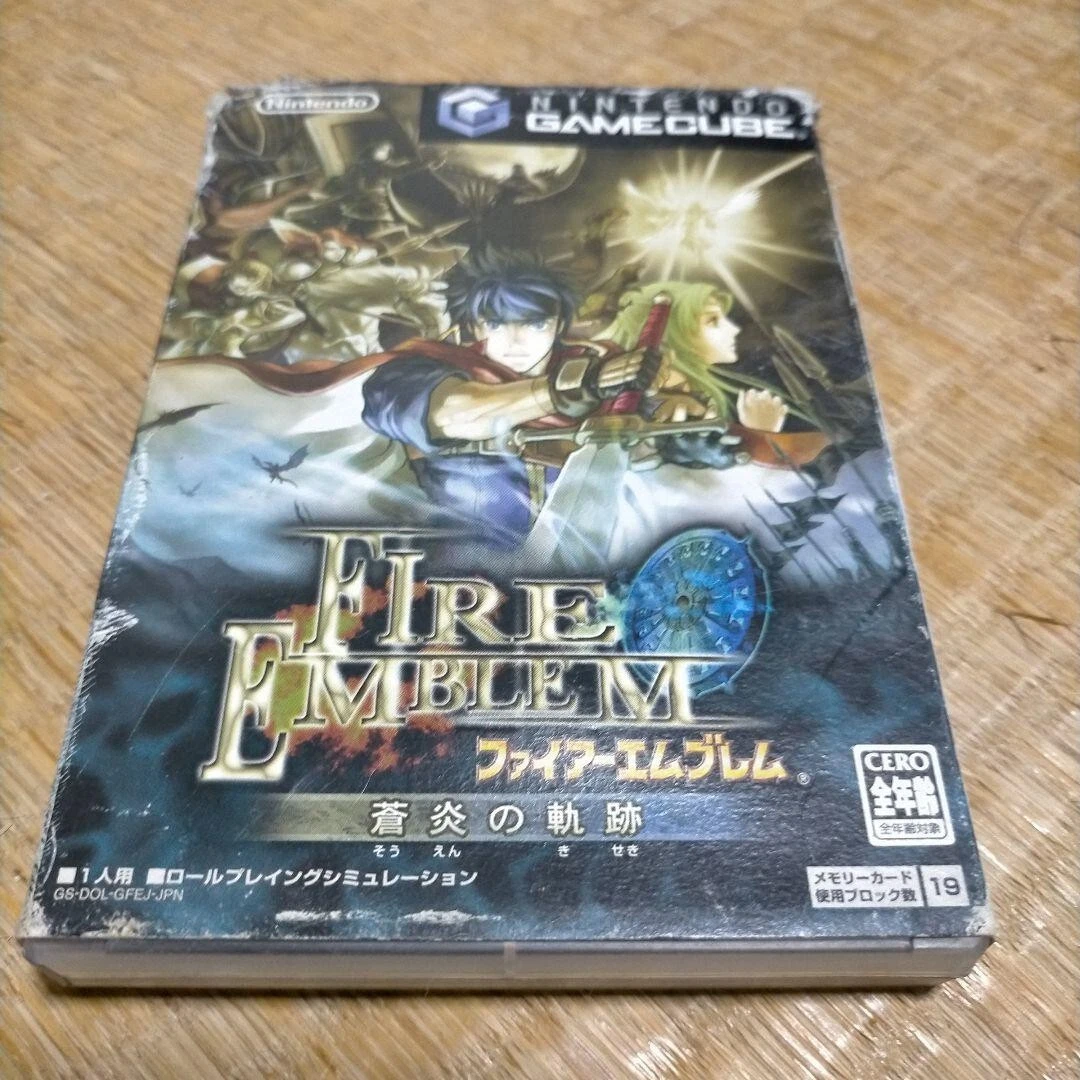 Nintendo
NINTENDO
GAMECUBE
FIRE
EMBLEM
ファイアーエムブレム®
蒼炎の軌跡
そう えん き せき
CERO
全年齢
全年齢対象
■1人用 ■ロールプレイングシミュレーション
GS-DOL-GFEJ-JPN
メモリーカード
使用ブロック数 19